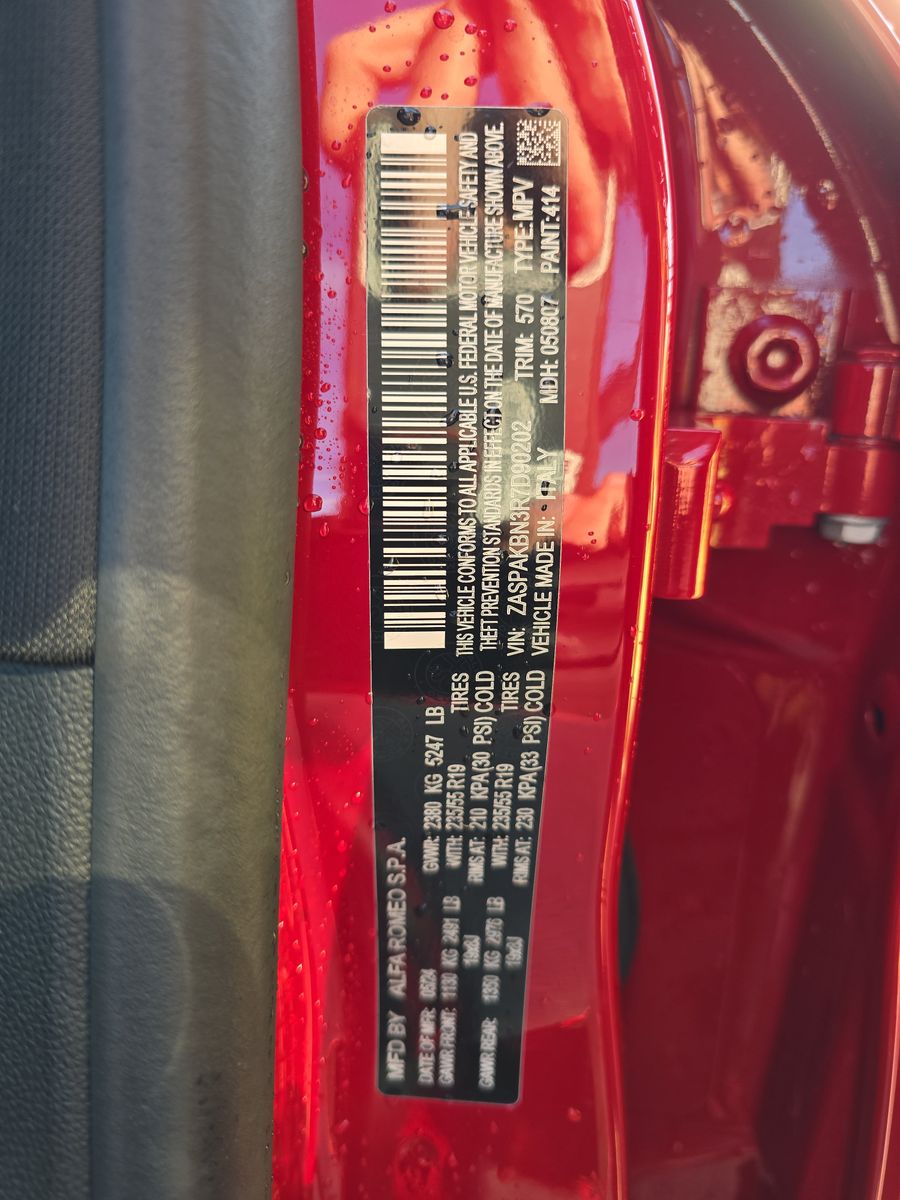 MFD BY ALFA ROMEO S.P.A.
DATE OF MFR: 05/24 GVWR: 2380 KG 5247 LB
GAWR FRONT: 1130 KG 2491 LB WITH: 235/55 R19 TIRES
19x8J RIMS AT: 210 KPA(30 PSI) COLD
GAWR REAR: 1350 KG 2976 LB WITH: 235/55 R19 TIRES
19x8J RIMS AT: 230 KPA(33 PSI) COLD
THIS VEHICLE CONFORMS TO ALL APPLICABLE U.S. FEDERAL MOTOR VEHICLE SAFETY AND
THEFT PREVENTION STANDARDS IN EFFECT ON THE DATE OF MANUFACTURE SHOWN ABOVE
VIN: ZASPAKBN3R7D90202 TRIM: 570 TYPE:MPV
VEHICLE MADE IN: ITALY MDH: 050807 PAINT:414